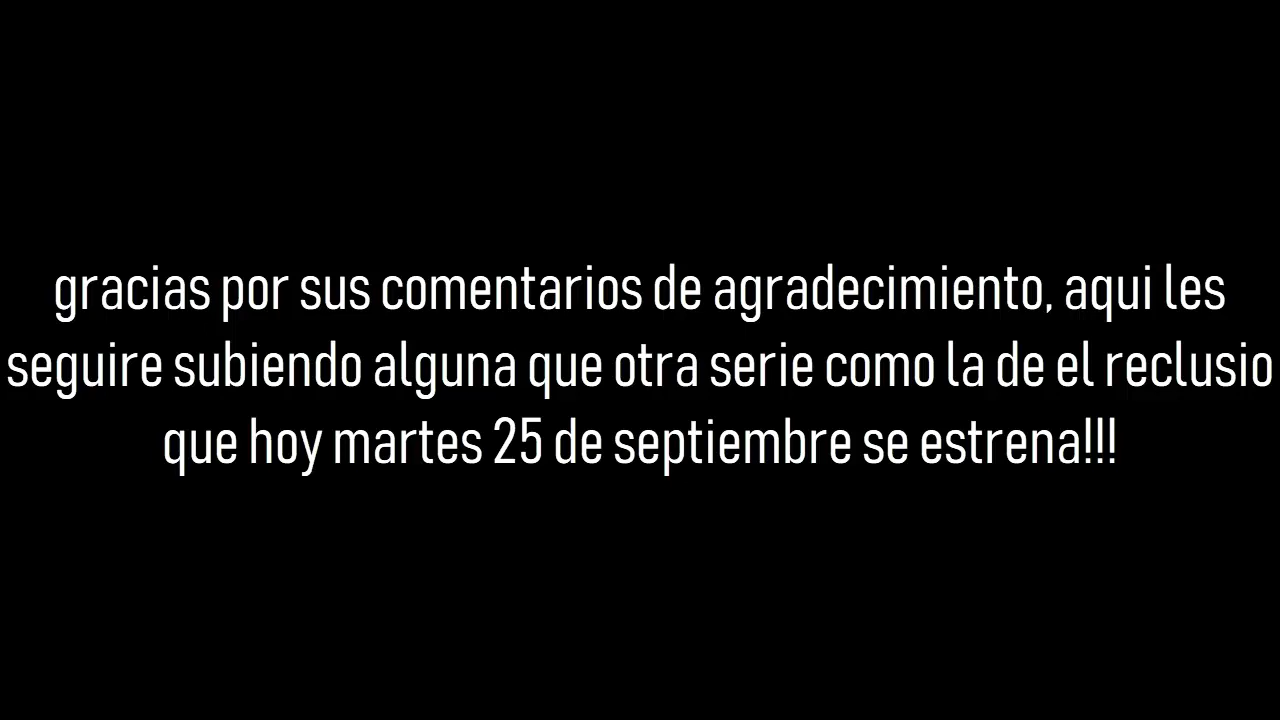 gracias por sus comentarios de agradecimiento, aqui les
seguire subiendo alguna que otra serie como la de el reclusio
que hoy martes 25 de septiembre se estrena!!!